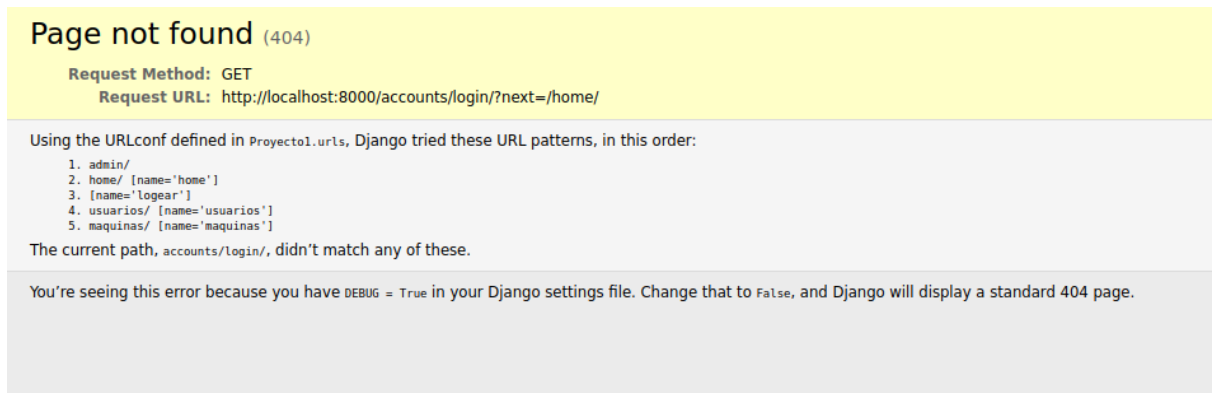 Page not found (404)
Request Method: GET
Request URL: http://localhost:8000/accounts/login/?next=/home/
Using the URLconf defined in Proyecto1.urls, Django tried these URL patterns, in this order:
1. admin/
2. home/ [name='home']
3. [name='logear']
4. usuarios/ [name='usuarios']
5. maquinas/ [name='maquinas']
The current path, accounts/login/, didn’t match any of these.
You’re seeing this error because you have DEBUG = True in your Django settings file. Change that to False, and Django will display a standard 404 page.